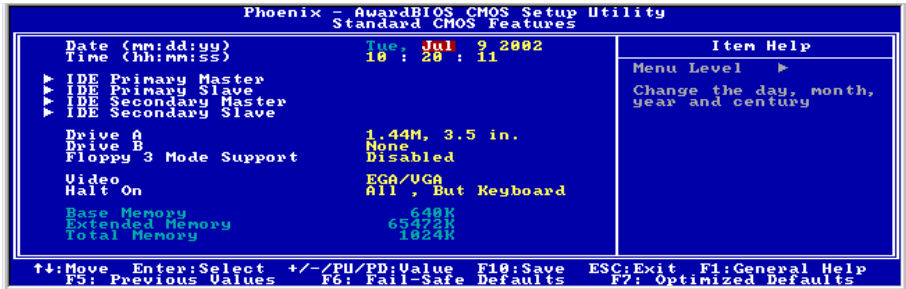 Phoenix - AwardBIOS CMOS Setup Utility
Standard CMOS Features
Date (mm:dd:yy) Tue, Jul 9 2002
Time (hh:mm:ss) 10 : 20 : 11
► IDE Primary Master
► IDE Primary Slave
► IDE Secondary Master
► IDE Secondary Slave
Drive A 1.44M, 3.5 in.
Drive B None
Floppy 3 Mode Support Disabled
Video EGA/VGA
Halt On All , But Keyboard
Base Memory 640K
Extended Memory 65472K
Total Memory 1024K
Item Help
Menu Level ►
Change the day, month,
year and century
↑↓:Move Enter:Select +/-/PU/PD:Value F10:Save ESC:Exit F1:General Help
F5: Previous Values F6: Fail-Safe Defaults F7: Optimized Defaults